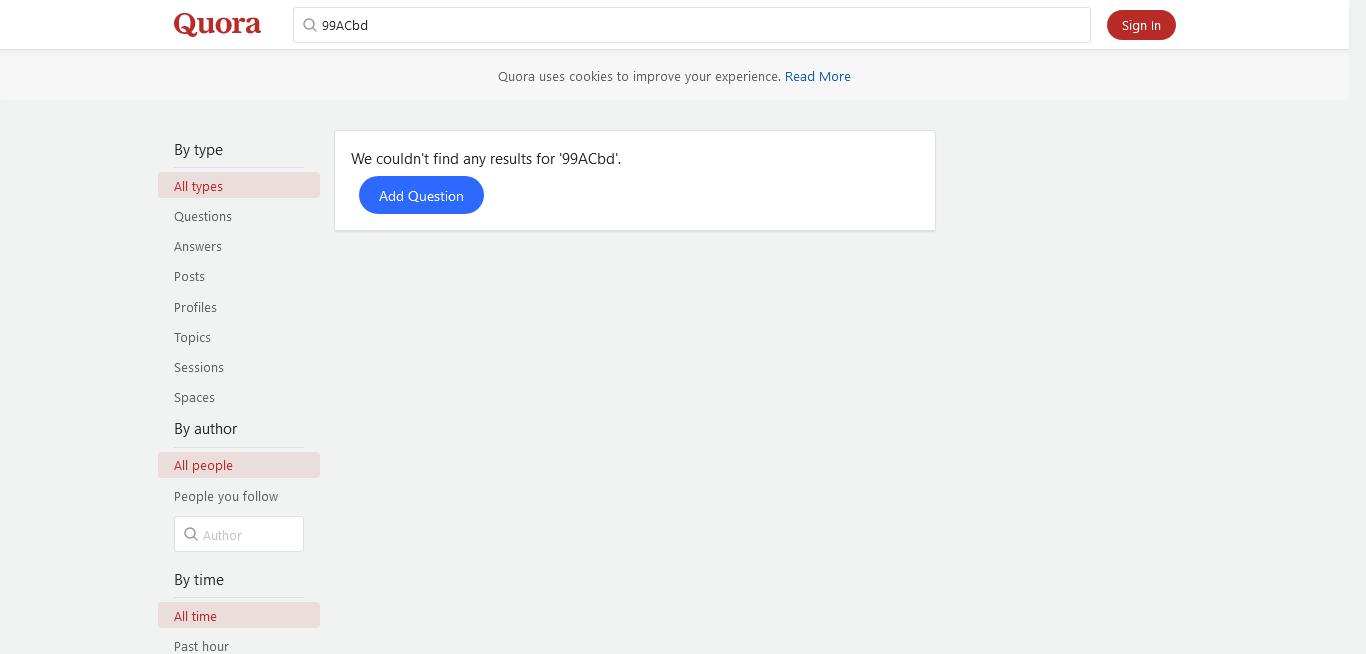 Quora
99ACbd
Sign In
Quora uses cookies to improve your experience. Read More
By type
All types
Questions
Answers
Posts
Profiles
Topics
Sessions
Spaces
By author
All people
People you follow
Author
By time
All time
Past hour
We couldn't find any results for '99ACbd'.
Add Question